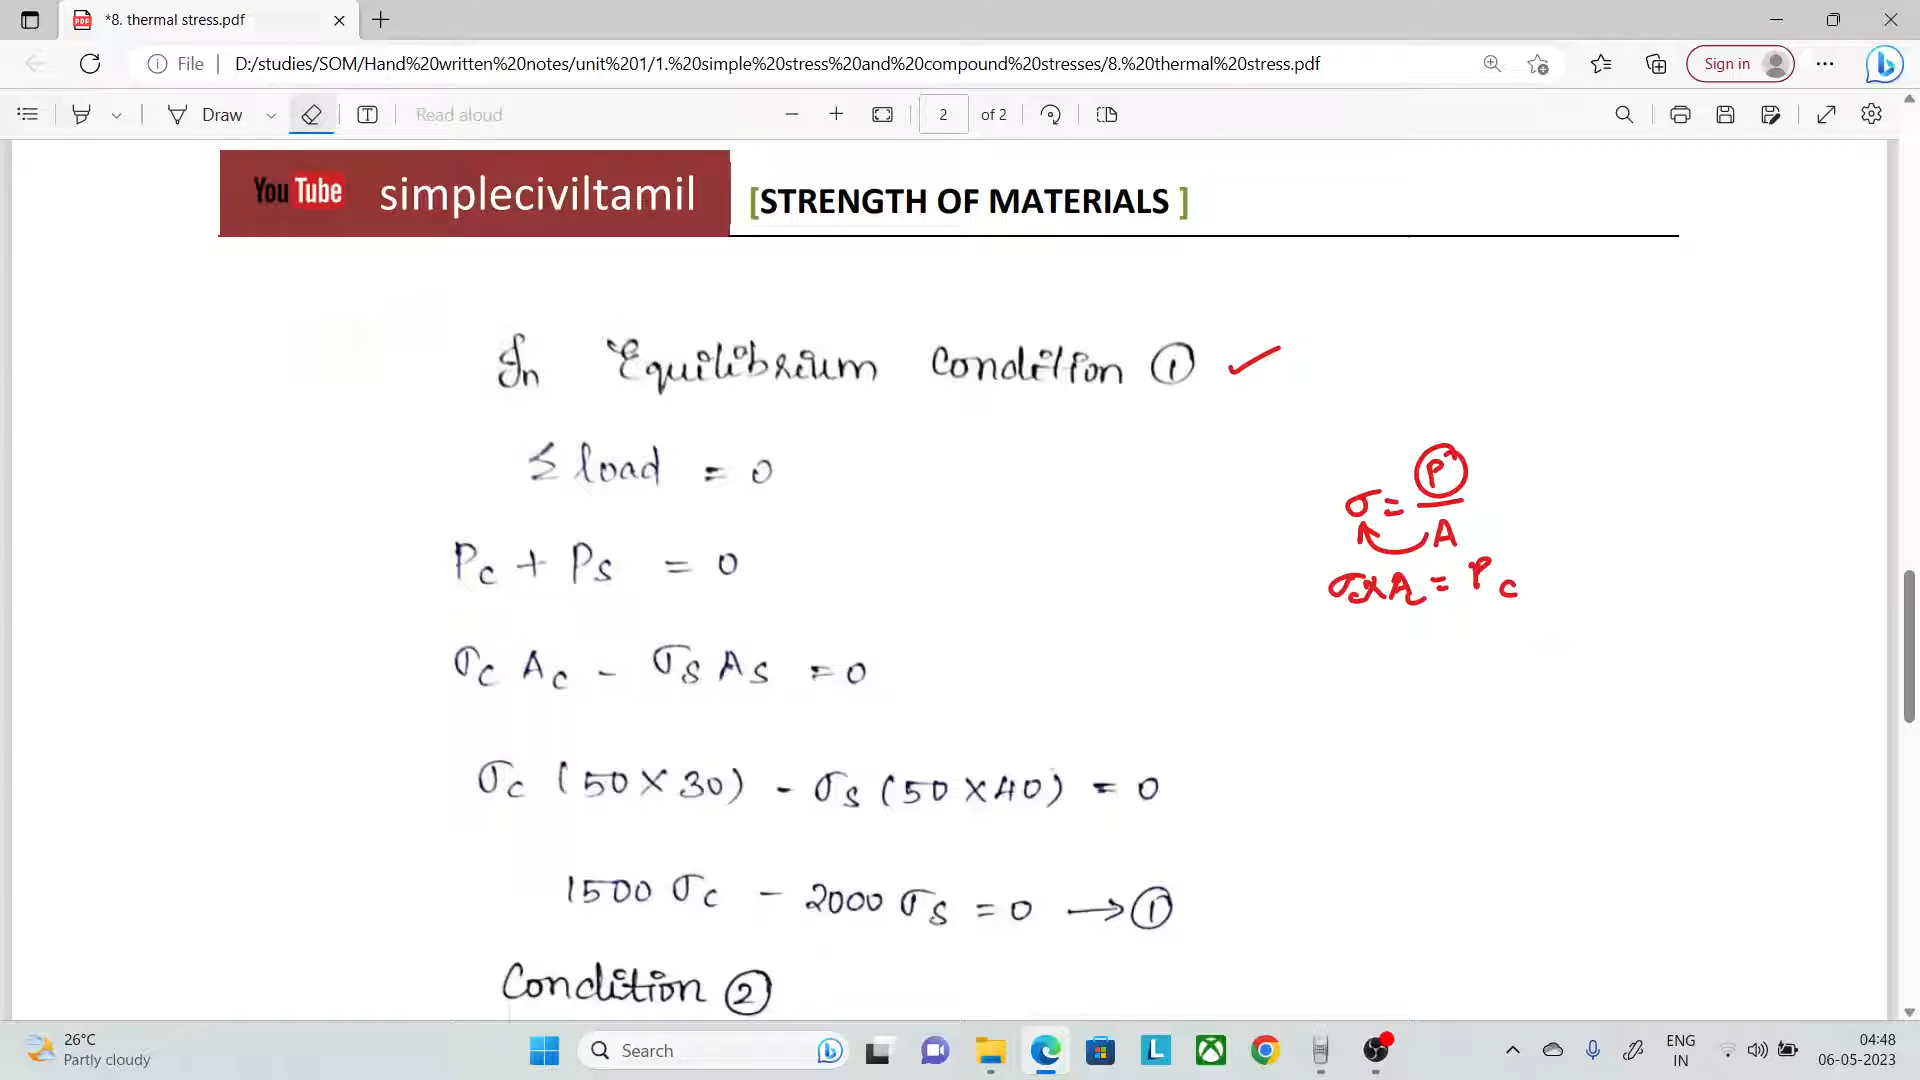 *8. thermal stress.pdf
File
D:/studies/SOM/Hand%20written%20notes/unit%201/1.%20simple%20stress%20and%20compound%20stresses/8.%20thermal%20stress.pdf
Sign in
Draw
Read aloud
2 of 2
YouTube simpleciviltamil
[STRENGTH OF MATERIALS ]
In Equilibrium Condition ①
Σ load = 0
Pc + Ps = 0
σc Ac - σs As = 0
σc (50 X 30) - σs (50 X 40) = 0
1500 σc - 2000 σs = 0 → ①
Condition ②
σ = P
A
σc x Ac = Pc
26°C
Partly cloudy
Search
ENG
IN
04:48
06-05-2023